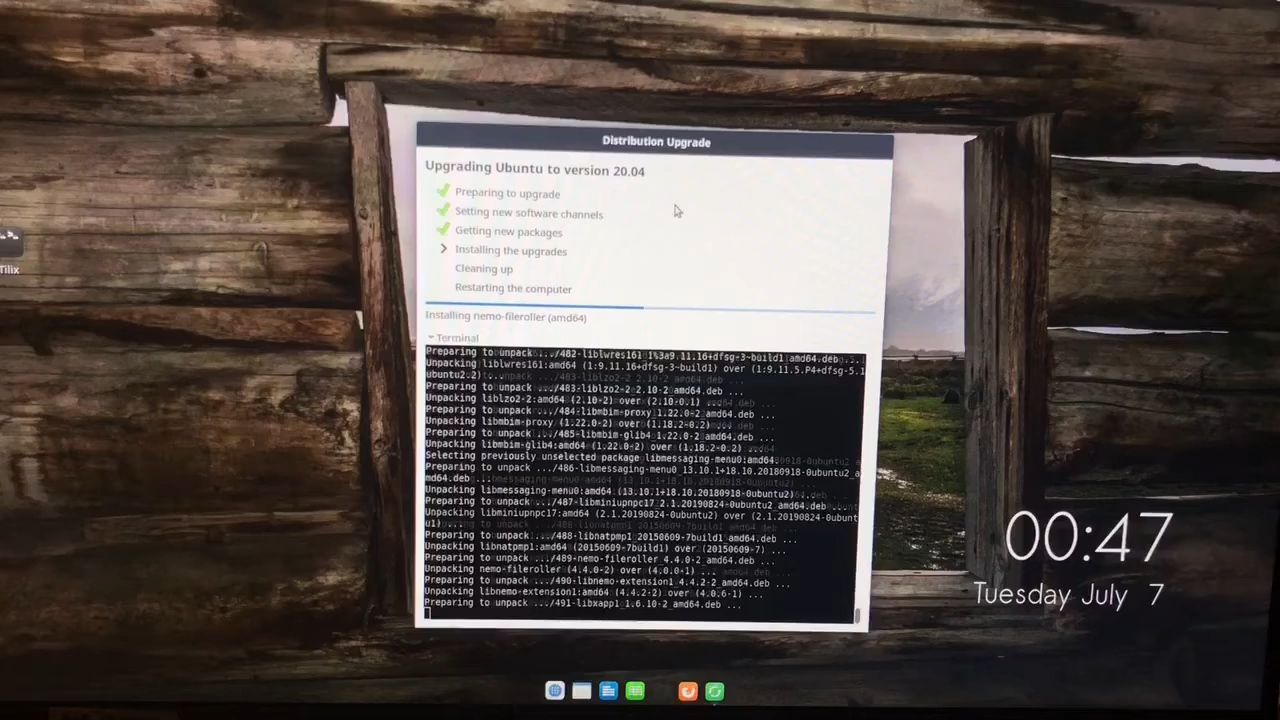 Distribution Upgrade
Upgrading Ubuntu to version 20.04
Preparing to upgrade
Setting new software channels
Getting new packages
Installing the upgrades
Cleaning up
Restarting the computer
Installing nemo-fileroller (amd64)
Terminal
Preparing to unpack .../482-liblwres161_1%3a9.11.16+dfsg-3~build1_amd64.deb ...
Unpacking liblwres161:amd64 (1:9.11.16+dfsg-3~build1) over (1:9.11.5.P4+dfsg-5.1
ubuntu2.2) ...
Preparing to unpack .../483-liblzo2-2_2.10-2_amd64.deb ...
Unpacking liblzo2-2:amd64 (2.10-2) over (2.10-0.1) ...
Preparing to unpack .../484-libmbim-proxy_1.22.0-2_amd64.deb ...
Unpacking libmbim-proxy (1.22.0-2) over (1.18.2-0.2) ...
Preparing to unpack .../485-libmbim-glib4_1.22.0-2_amd64.deb ...
Unpacking libmbim-glib4:amd64 (1.22.0-2) over (1.18.2-0.2) ...
Selecting previously unselected package libmessaging-menu0:amd64.
Preparing to unpack .../486-libmessaging-menu0_13.10.1+18.10.20180918-0ubuntu2_a
md64.deb ...
Unpacking libmessaging-menu0:amd64 (13.10.1+18.10.20180918-0ubuntu2) ...
Preparing to unpack .../487-libminiupnpc17_2.1.20190824-0ubuntu2_amd64.deb ...
Unpacking libminiupnpc17:amd64 (2.1.20190824-0ubuntu2) over (2.1.20190824-0ubunt
u1) ...
Preparing to unpack .../488-libnatpmp1_20150609-7build1_amd64.deb ...
Unpacking libnatpmp1:amd64 (20150609-7build1) over (20150609-7) ...
Preparing to unpack .../489-nemo-fileroller_4.4.0-2_amd64.deb ...
Unpacking nemo-fileroller (4.4.0-2) over (4.0.0-1) ...
Preparing to unpack .../490-libnemo-extension1_4.4.2-2_amd64.deb ...
Unpacking libnemo-extension1:amd64 (4.4.2-2) over (4.0.6-1) ...
Preparing to unpack .../491-libxapp1_1.6.10-2_amd64.deb ...
Tilix
00:47
Tuesday July 7